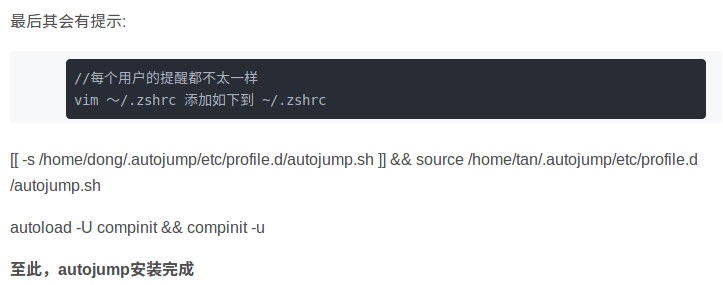 最后其会有提示:
//每个用户的提醒都不太一样
vim ～/.zshrc 添加如下到 ~/.zshrc
[[ -s /home/dong/.autojump/etc/profile.d/autojump.sh ]] && source /home/tan/.autojump/etc/profile.d
/autojump.sh
autoload -U compinit && compinit -u
至此，autojump安装完成